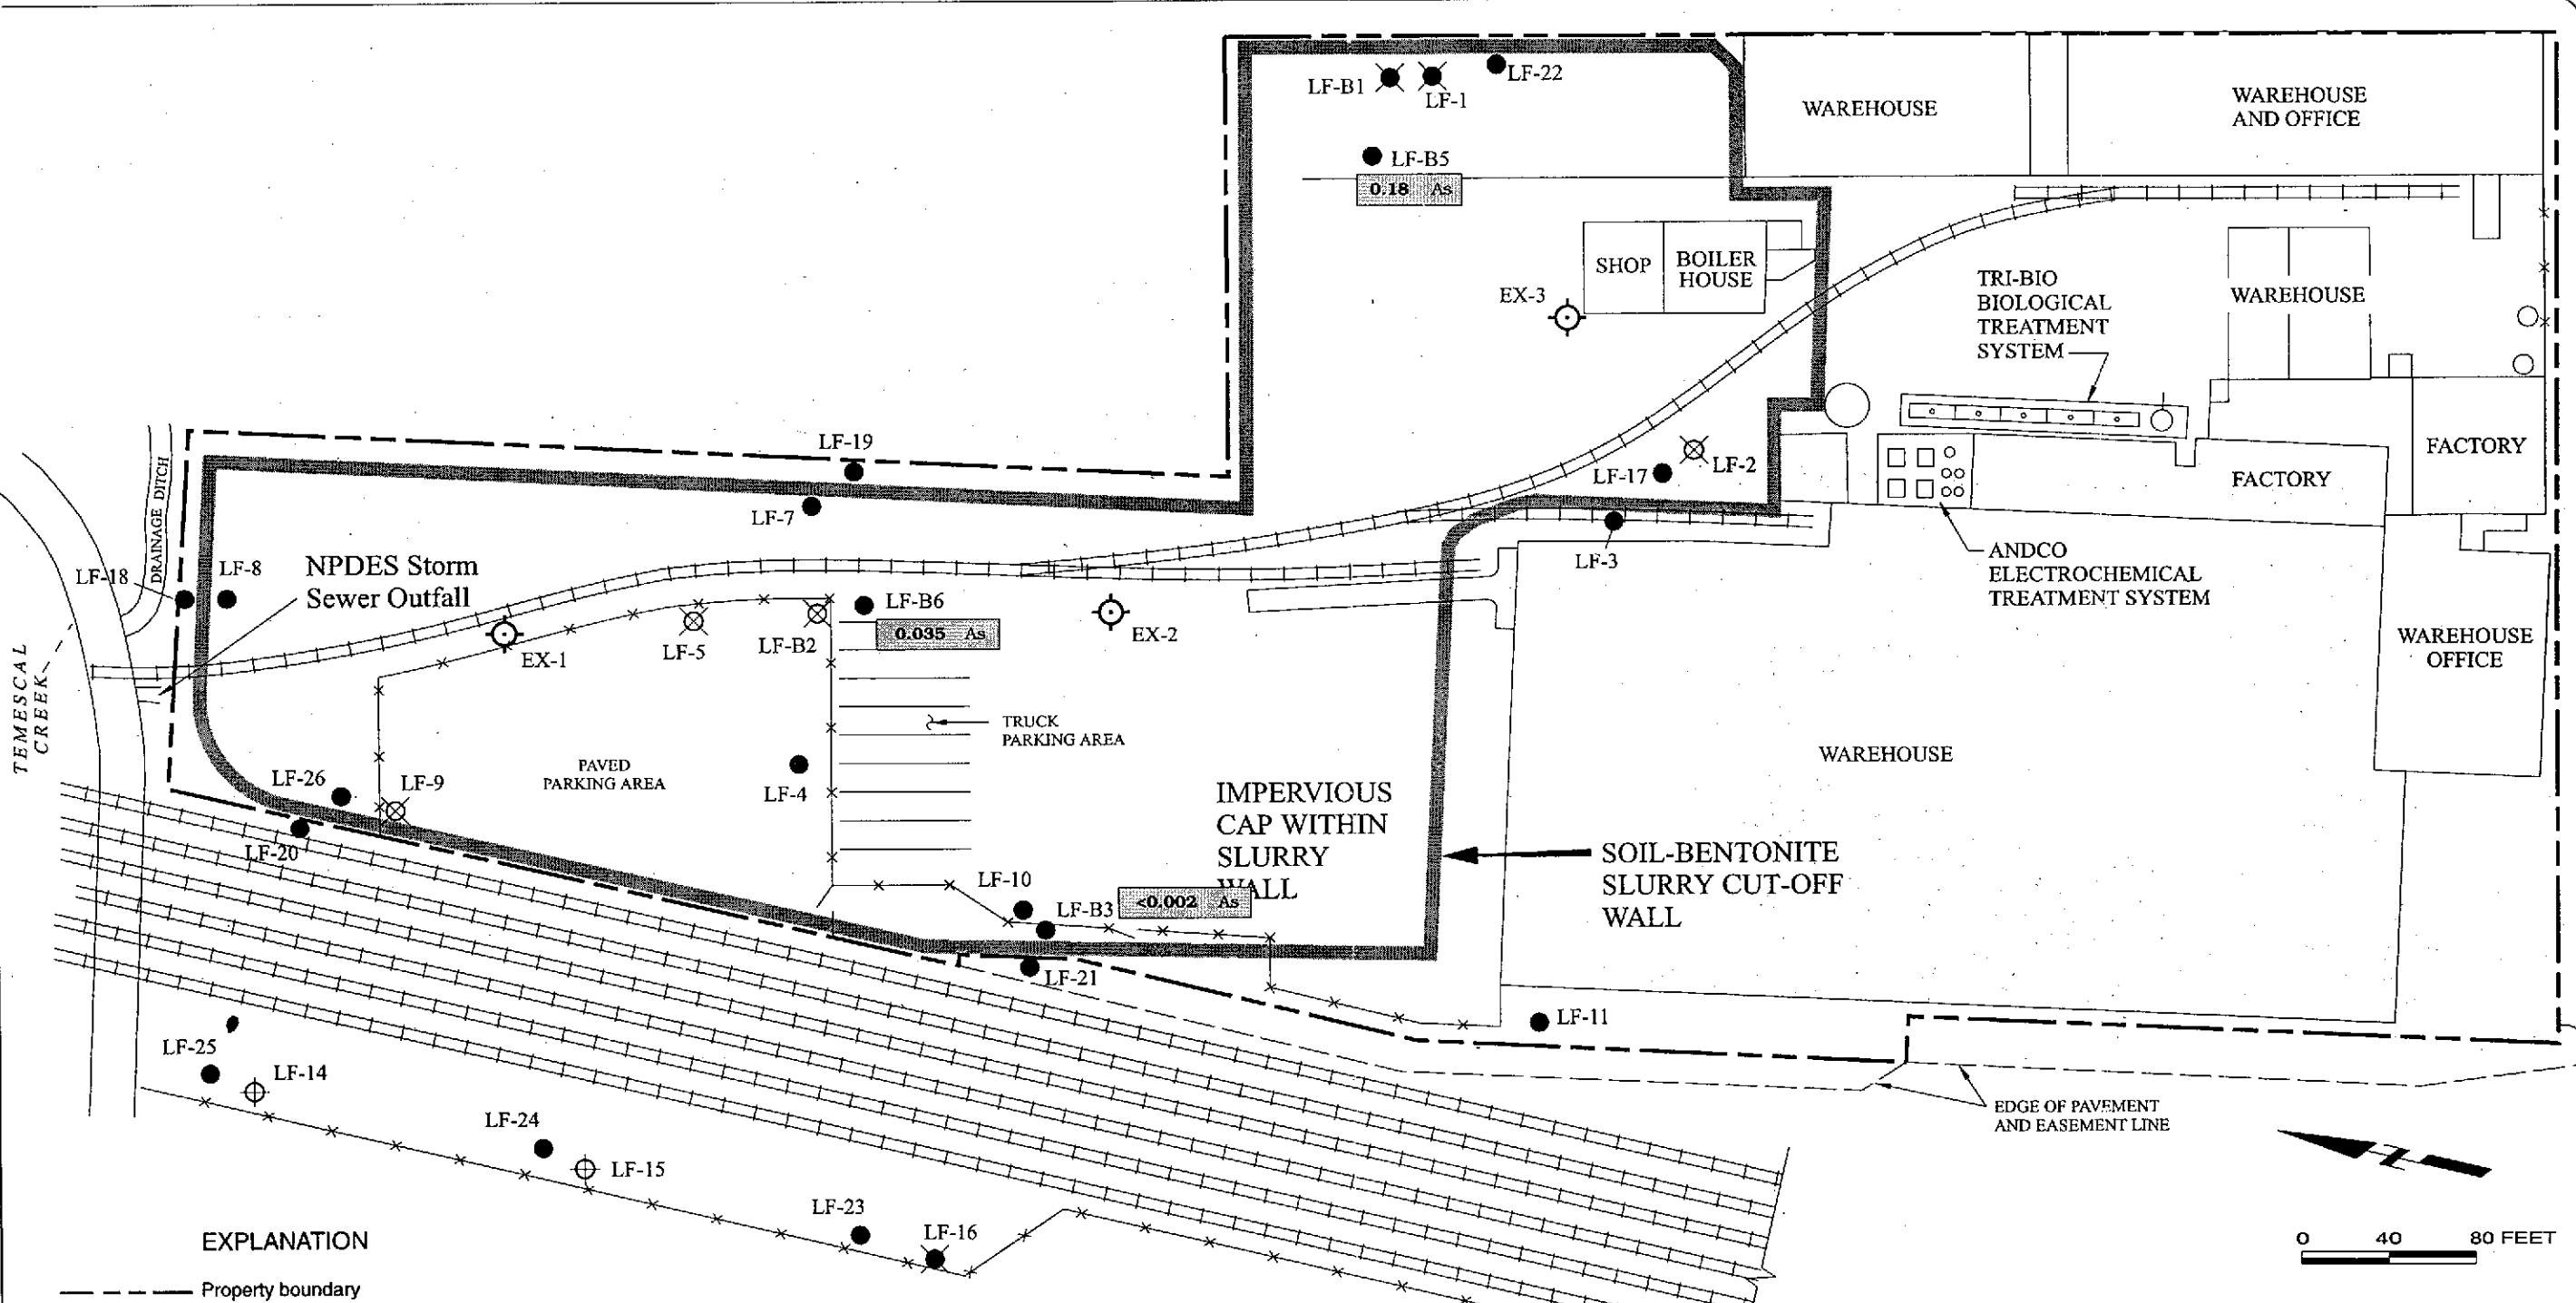 LF-B1
LF-1
LF-22
WAREHOUSE
WAREHOUSE
AND OFFICE
LF-B5
0.18 As
SHOP
BOILER
HOUSE
EX-3
TRI-BIO
BIOLOGICAL
TREATMENT
SYSTEM
WAREHOUSE
LF-19
LF-7
LF-17
LF-2
FACTORY
FACTORY
DRAINAGE DITCH
LF-18
LF-8
NPDES Storm
Sewer Outfall
LF-3
ANDCO
ELECTROCHEMICAL
TREATMENT SYSTEM
LF-B6
0.035 As
EX-1
LF-5
LF-B2
EX-2
WAREHOUSE
OFFICE
TEMESCAL
CREEK
TRUCK
PARKING AREA
PAVED
PARKING AREA
LF-26
LF-9
LF-4
LF-20
WAREHOUSE
IMPERVIOUS
CAP WITHIN
SLURRY
WALL
SOIL-BENTONITE
SLURRY CUT-OFF
WALL
LF-10
LF-B3
<0.002 As
LF-21
LF-11
LF-25
LF-14
LF-24
LF-15
LF-23
LF-16
EDGE OF PAVEMENT
AND EASEMENT LINE
Z
0 40 80 FEET
EXPLANATION
Property boundary